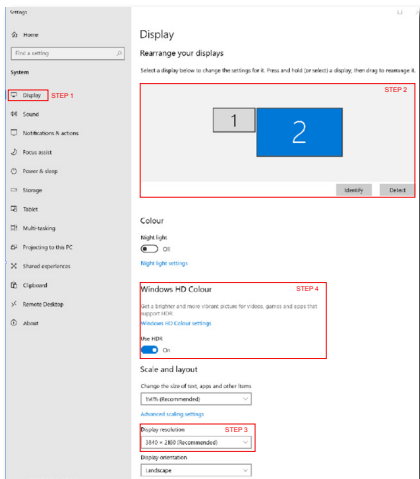 Settings
Home
Find a setting
System
Display STEP 1
Sound
Notifications & actions
Focus assist
Power & sleep
Storage
Tablet
Multi-tasking
Projecting to this PC
Shared experiences
Clipboard
Remote Desktop
About
Display
Rearrange your displays
Select a display below to change the settings for it. Press and hold (or select) a display, then drag to rearrange it.
STEP 2
1
2
Identify Detect
Colour
Night light
Off
Night light settings
Windows HD Colour STEP 4
Get a brighter and more vibrant picture for videos, games and apps that
support HDR
Windows HD Colour settings
Use HDR
On
Scale and layout
Change the size of text, apps and other items
(Recommended)
Advanced scaling settings
Display resolution STEP 3
3840 × 2160 (Recommended)
Display orientation
Landscape